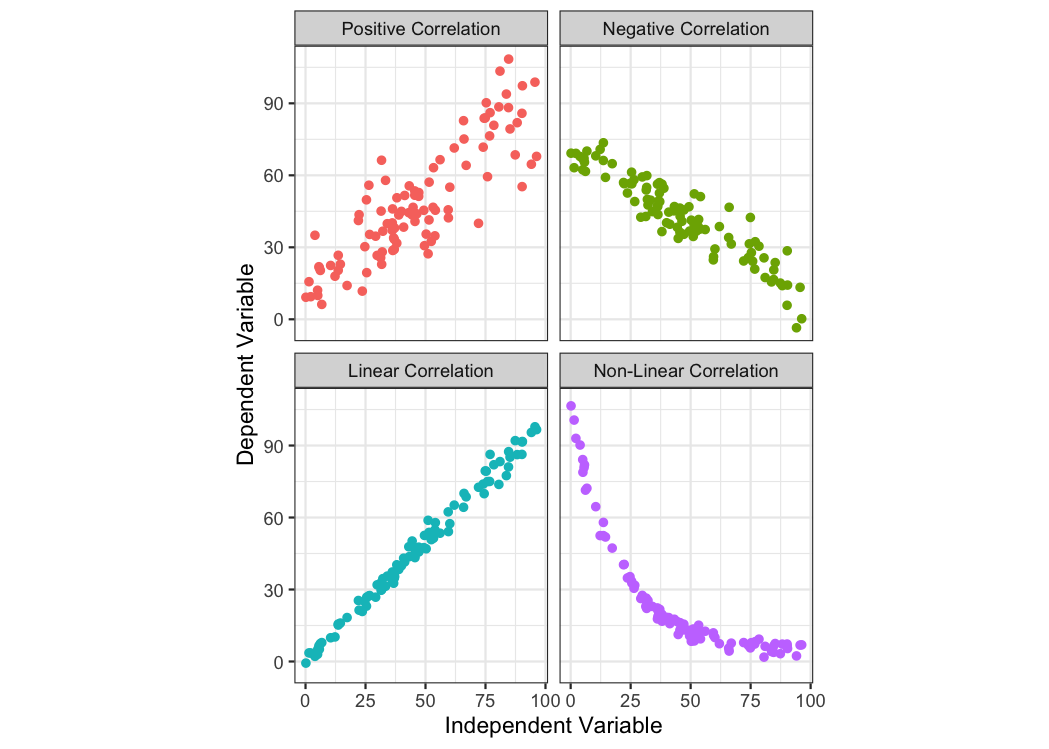 Positive Correlation
Negative Correlation
90
60
30
0
Linear Correlation
Non-Linear Correlation
90
60
30
0
0 25 50 75 100
0 25 50 75 100
Dependent Variable
Independent Variable